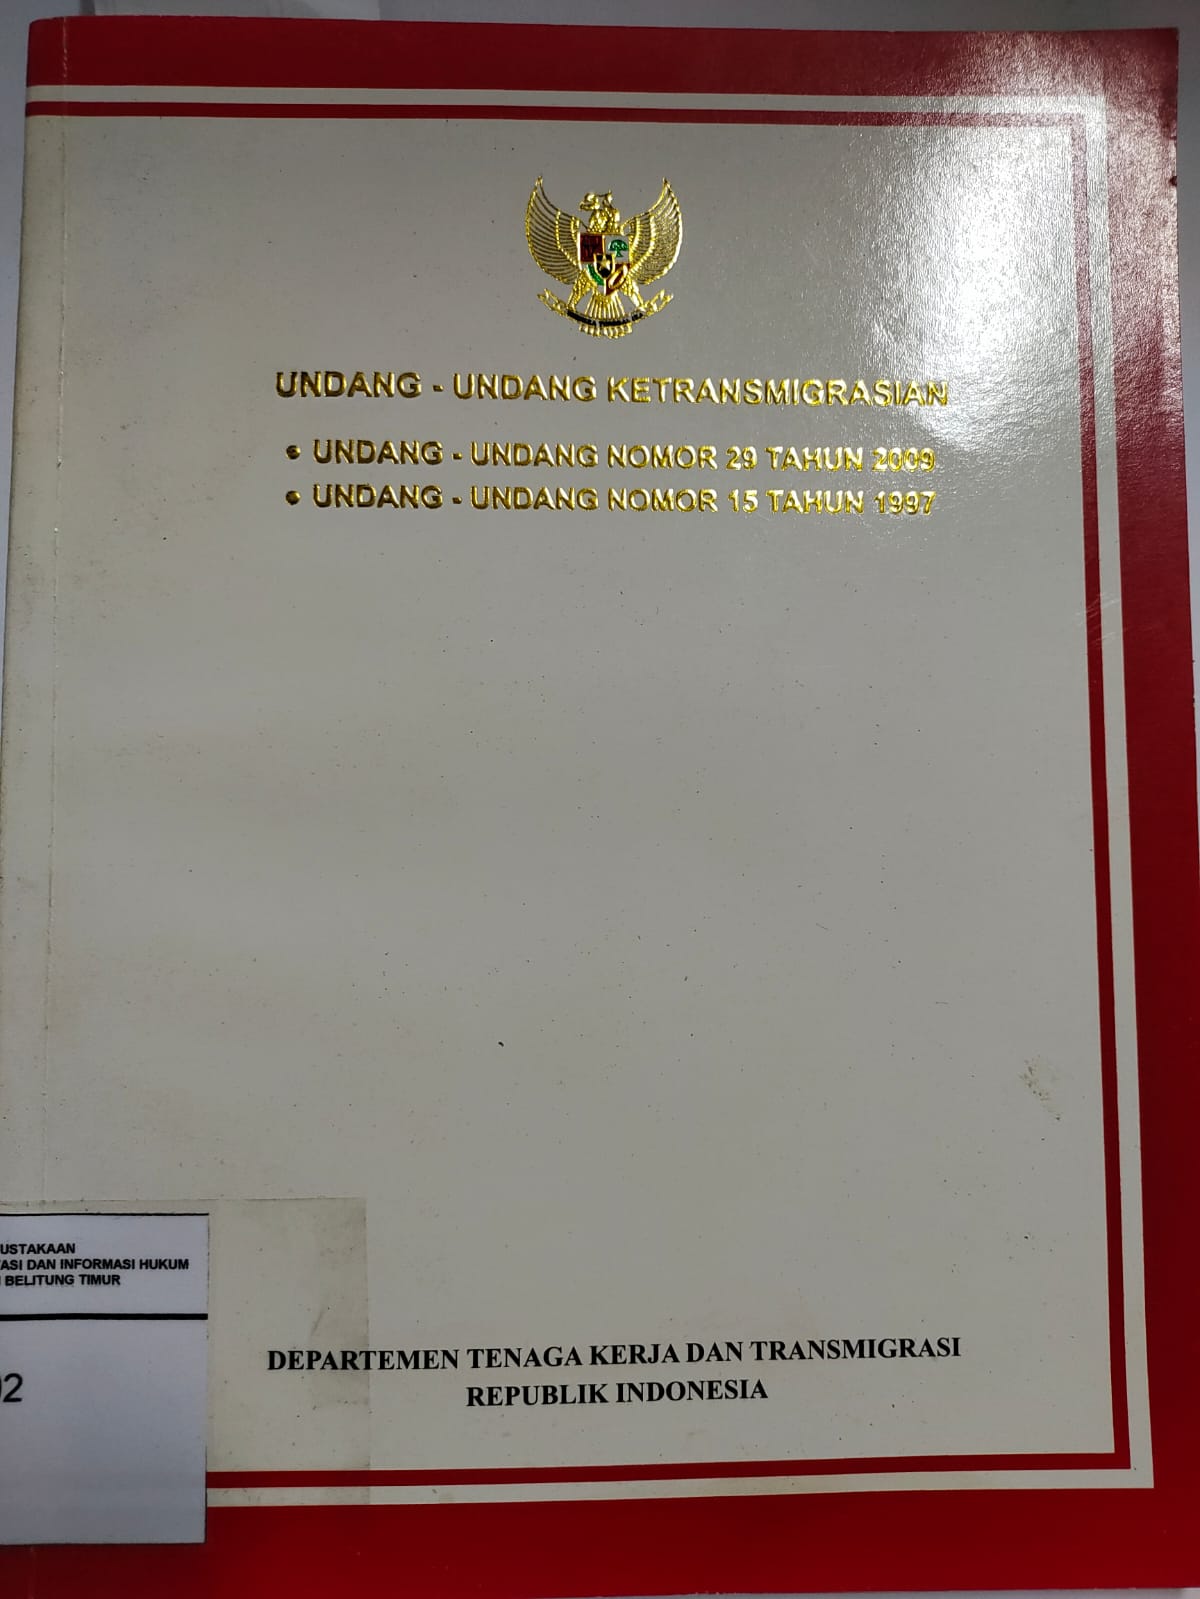 UNDANG - UNDANG KETRANSMIGRASIAN
• UNDANG - UNDANG NOMOR 29 TAHUN 2009
• UNDANG - UNDANG NOMOR 15 TAHUN 1997
USTAKAAN
ASI DAN INFORMASI HUKUM
BELITUNG TIMUR
02
DEPARTEMEN TENAGA KERJA DAN TRANSMIGRASI
REPUBLIK INDONESIA